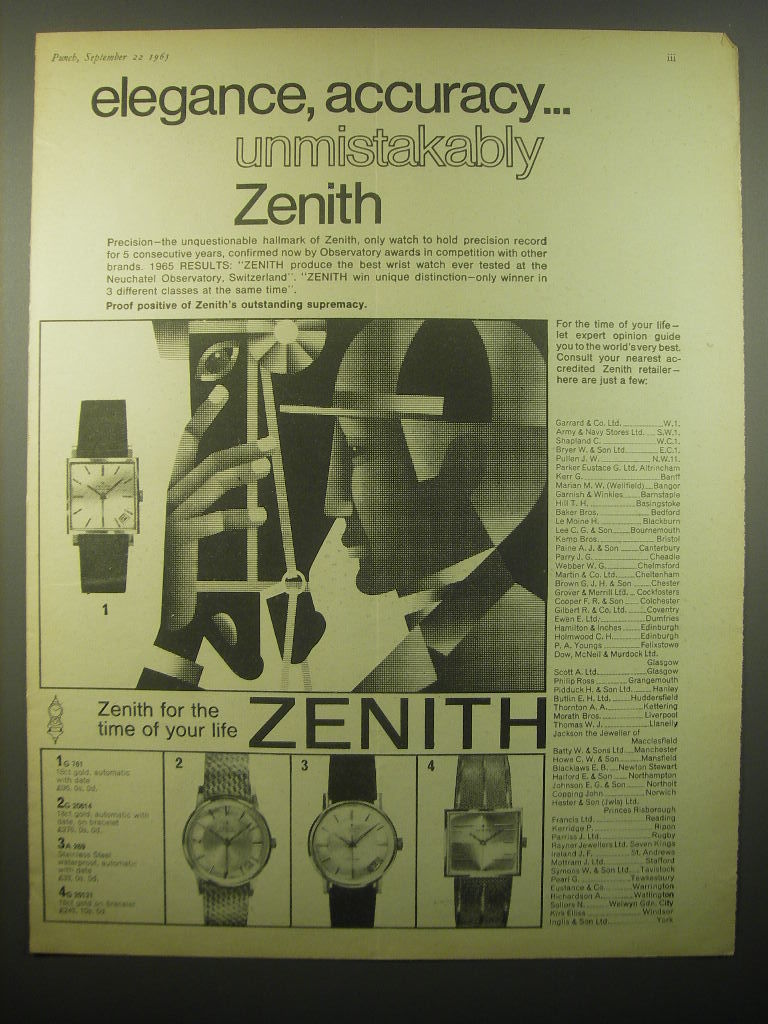 Punch, September 22 1965
iii
elegance, accuracy...
unmistakably
Zenith
Precision—the unquestionable hallmark of Zenith, only watch to hold precision record
for 5 consecutive years, confirmed now by Observatory awards in competition with other
brands. 1965 RESULTS: "ZENITH produce the best wrist watch ever tested at the
Neuchatel Observatory, Switzerland". "ZENITH win unique distinction—only winner in
3 different classes at the same time".
Proof positive of Zenith's outstanding supremacy.
For the time of your life—
let expert opinion guide
you to the world's very best.
Consult your nearest ac-
credited Zenith retailer—
here are just a few:
Garrard & Co. Ltd. W.1.
Army & Navy Stores Ltd. S.W.1.
Shapland C. W.C.1.
Bryer W. & Son Ltd. E.C.1.
Pullen J. W. N.W.11.
Parker Eustace G. Ltd. Altrincham
Kerr G. Banff
Marian M. W. (Wellfield) Bangor
Garnish & Winkles Barnstaple
Hill T. H. Basingstoke
Baker Bros. Bedford
Le Moine H. Blackburn
Lee C. G. & Son Bournemouth
Kemp Bros. Bristol
Paine A. J. & Son Canterbury
Parry J. G. Cheadle
Webber W. G. Chelmsford
Martin & Co. Ltd. Cheltenham
Brown G. J. H. & Son Chester
Grover & Merrill Ltd. Cockfosters
Cooper F. R. & Son Colchester
Gilbert R. & Co. Ltd. Coventry
Ewen E. Ltd. Dumfries
Hamilton & Inches Edinburgh
Holmwood C. H. Edinburgh
P. A. Youngs Felixstowe
Dow, McNeil & Murdock Ltd.
Glasgow
Scott A. Ltd. Glasgow
Philip Ross Grangemouth
Pidduck H. & Son Ltd. Hanley
Butlin E. H. Ltd. Huddersfield
Thornton A. A. Kettering
Morath Bros. Liverpool
Thomas W. J. Llanelly
Jackson the Jeweller of
Macclesfield
Batty W. & Sons Ltd. Manchester
Howe C. W. & Son Mansfield
Blacklaws E. B. Newton Stewart
Harford E. & Son Northampton
Johnson E. G. & Son Northolt
Copping John Norwich
Hester & Son (Jwls) Ltd.
Princes Risborough
Francis Ltd. Reading
Kerridge P. Ripon
Parriss J. Ltd. Rugby
Rayner Jewellers Ltd. Seven Kings
Ireland J. F. St. Andrews
Mottram J. Ltd. Stafford
Symons W. & Son Ltd. Tavistock
Pearl G. Tewkesbury
Eustance & Co. Warrington
Richardson A. Watlington
Sollors N. Welwyn Gdn. City
Kirk Elliss Windsor
Inglis & Son Ltd. York
1
Zenith for the
time of your life
ZENITH
1 G 761
18ct gold, automatic
with date
2 G 20614
18ct gold, automatic with
date, on bracelet
3 A 269
Stainless Steel
waterproof, automatic
with date
18ct gold on bracelet
2
3
4